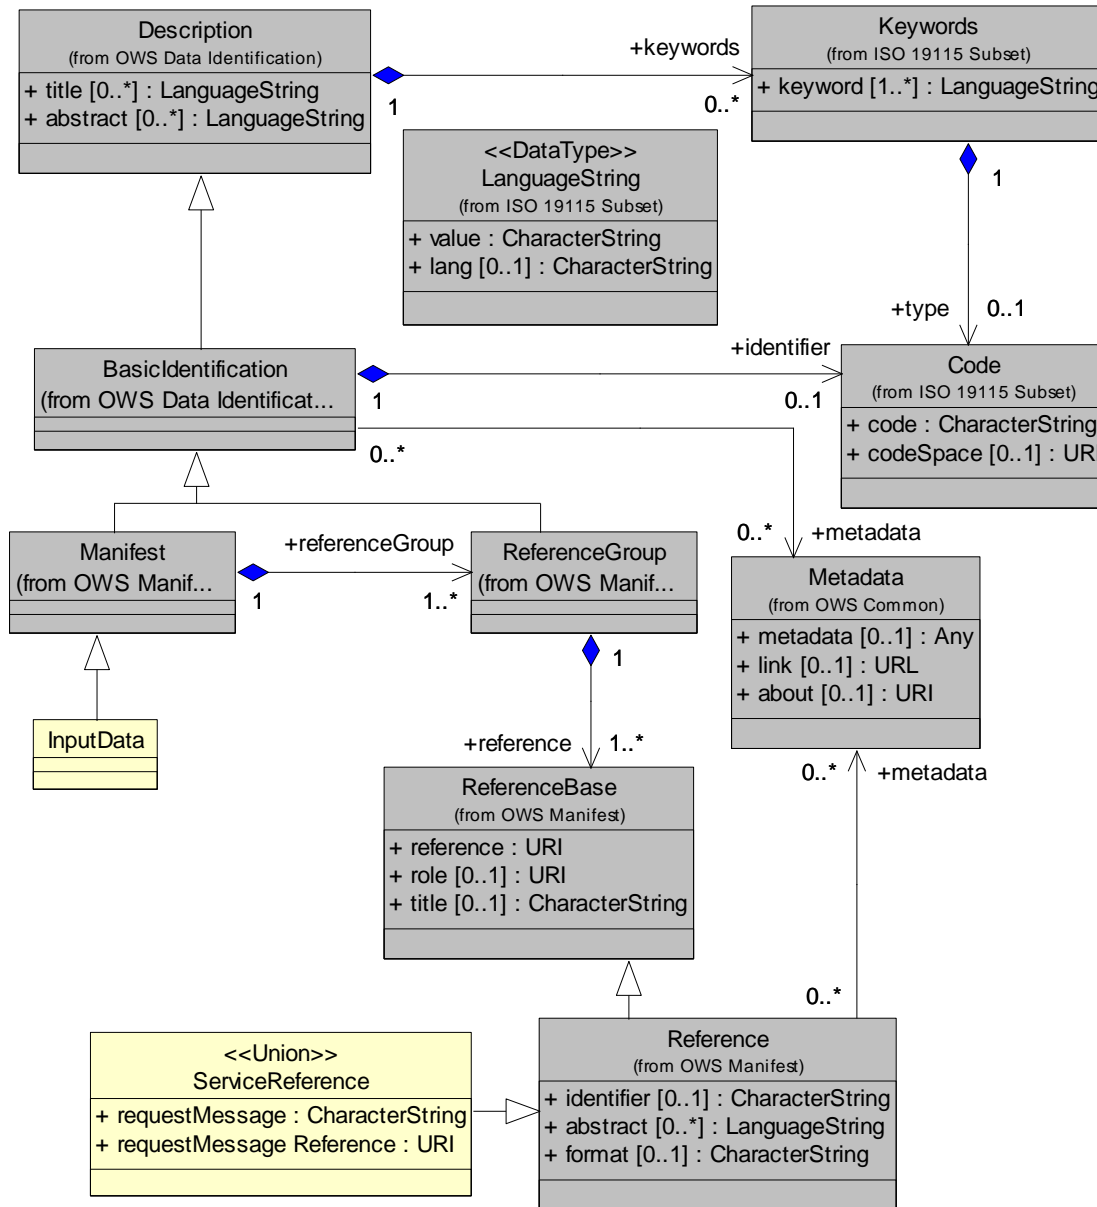 Description
(from OWS Data Identification)
+ title [0..*] : LanguageString
+ abstract [0..*] : LanguageString
1
+keywords
0..*
Keywords
(from ISO 19115 Subset)
+ keyword [1..*] : LanguageString
1
<<DataType>>
LanguageString
(from ISO 19115 Subset)
+ value : CharacterString
+ lang [0..1] : CharacterString
+type
0..1
BasicIdentification
(from OWS Data Identificat...
1
+identifier
0..1
0..*
Code
(from ISO 19115 Subset)
+ code : CharacterString
+ codeSpace [0..1] : UR
Manifest
(from OWS Manif...
1
+referenceGroup
1..*
ReferenceGroup
(from OWS Manif...
1
0..*
+metadata
Metadata
(from OWS Common)
+ metadata [0..1] : Any
+ link [0..1] : URL
+ about [0..1] : URI
InputData
+reference
1..*
0..*
+metadata
ReferenceBase
(from OWS Manifest)
+ reference : URI
+ role [0..1] : URI
+ title [0..1] : CharacterString
0..*
<<Union>>
ServiceReference
+ requestMessage : CharacterString
+ requestMessage Reference : URI
Reference
(from OWS Manifest)
+ identifier [0..1] : CharacterString
+ abstract [0..*] : LanguageString
+ format [0..1] : CharacterString